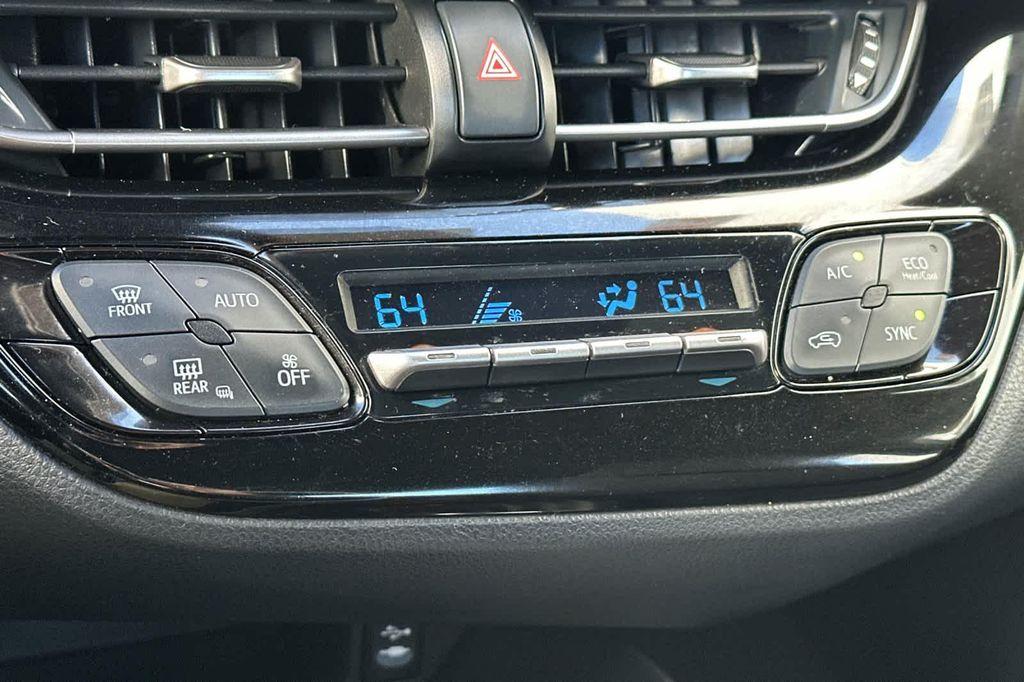 FRONT
AUTO
REAR
OFF
64
64
A/C
ECO
Heat/Cool
SYNC